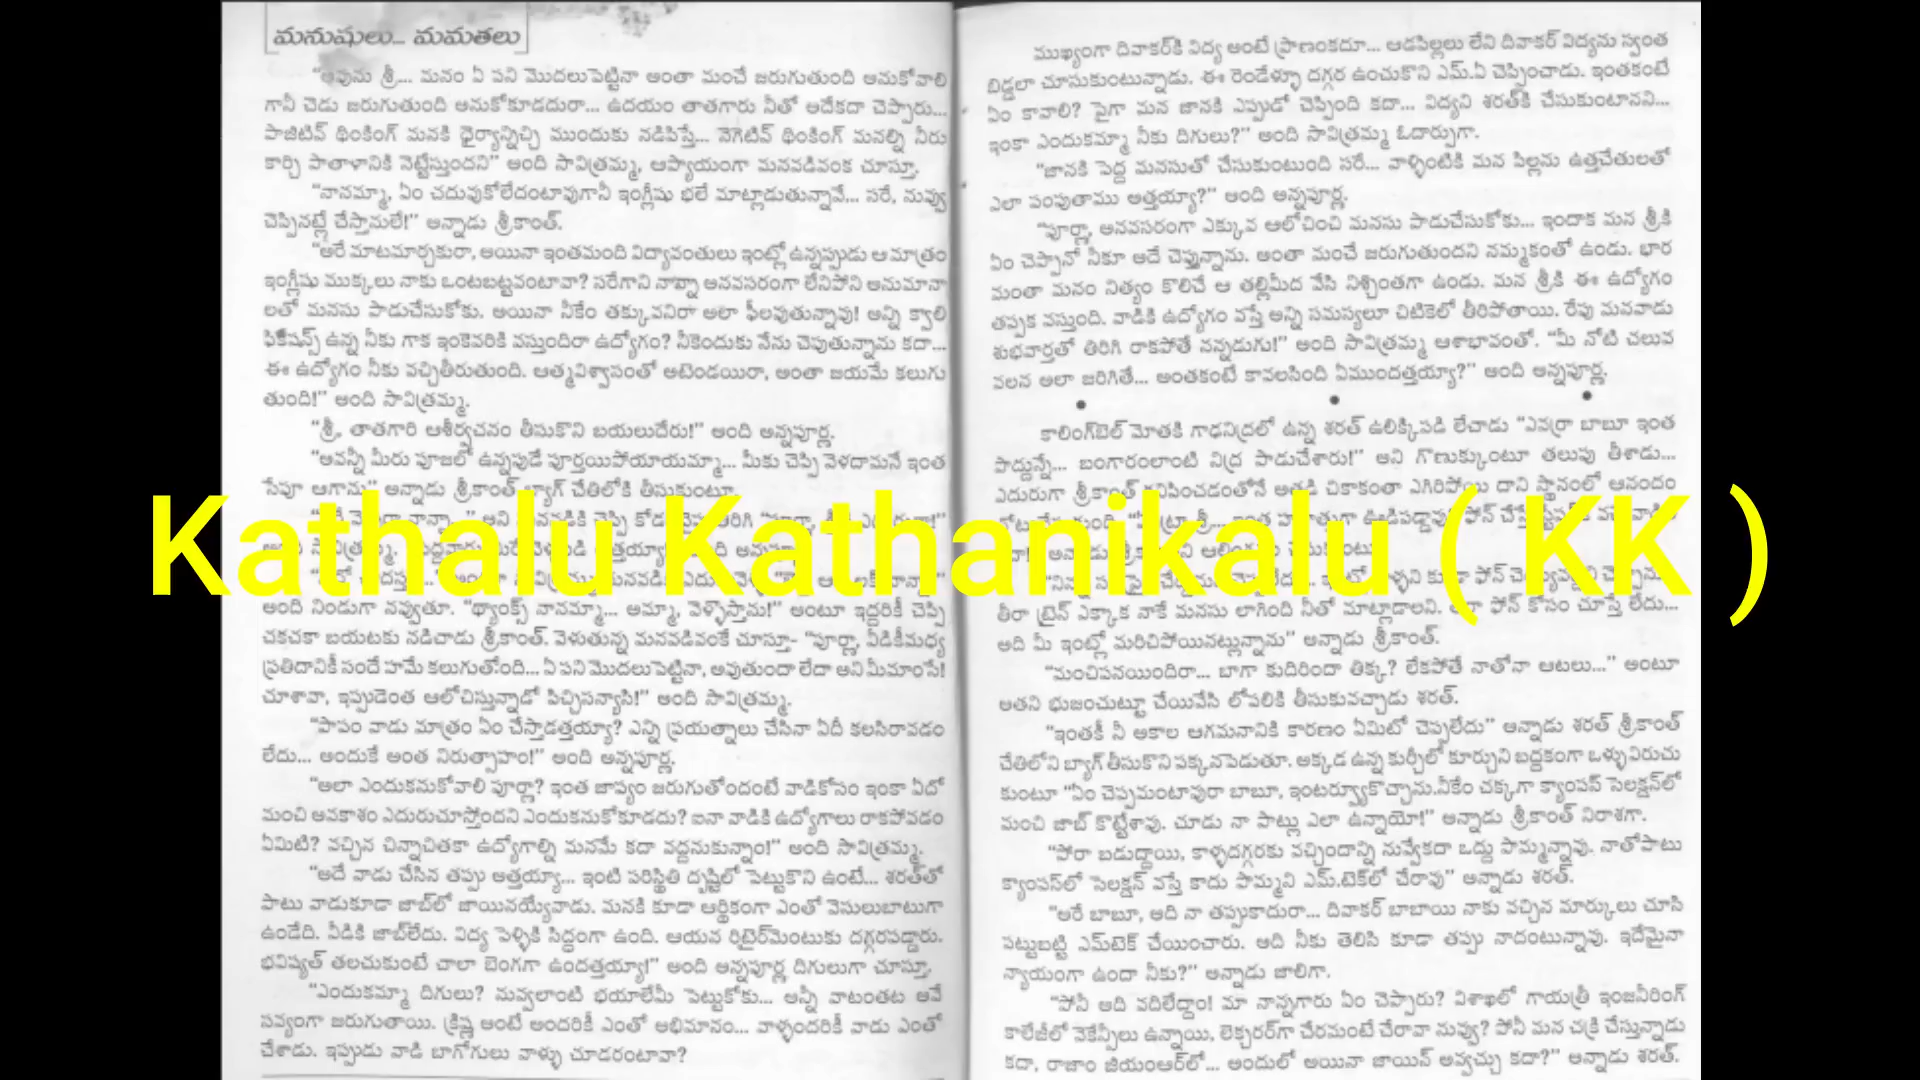 మనుషులు... మమతలు
"అవును శ్రీ... మనం ఏ పని మొదలుపెట్టినా అంతా మంచే జరుగుతుంది అనుకోవాలి
గానీ చెడు జరుగుతుంది అనుకోకూడదురా... ఉదయం తాతగారు నీతో అదేకదా చెప్పారు...
పాజిటివ్ థింకింగ్ మనకి ధైర్యాన్నిచ్చి ముందుకు నడిపిస్తే... నెగెటివ్ థింకింగ్ మనల్ని నీరు
కార్చి పాతాళానికి నెట్టేస్తుందని" అంది సావిత్రమ్మ, ఆప్యాయంగా మనవడివంక చూస్తూ.
"నానమ్మా, ఏం చదువుకోలేదంటావుగానీ ఇంగ్లీషు భలే మాట్లాడుతున్నావే... సరే, నువ్వు
చెప్పినట్లే చేస్తానులే!" అన్నాడు శ్రీకాంత్.
"అరే మాటమార్చకురా, అయినా ఇంతమంది విద్యావంతులు ఇంట్లో ఉన్నప్పుడు ఆమాత్రం
ఇంగ్లీషు ముక్కలు నాకు ఒంటబట్టవంటావా? సరేగాని నాన్నా అనవసరంగా లేనిపోని అనుమానా
లతో మనసు పాడుచేసుకోకు. అయినా నీకేం తక్కువనిరా అలా ఫీలవుతున్నావు! అన్ని క్వాలి
ఫికేషన్స్ ఉన్న నీకు గాక ఇంకెవరికి వస్తుందిరా ఉద్యోగం? నీకెందుకు నేను చెపుతున్నాను కదా...
ఈ ఉద్యోగం నీకు వచ్చితీరుతుంది. ఆత్మవిశ్వాసంతో అటెండయిరా, అంతా జయమే కలుగు
తుంది!" అంది సావిత్రమ్మ.
"శ్రీ, తాతగారి ఆశీర్వచనం తీసుకొని బయలుదేరు!" అంది అన్నపూర్ణ.
"అవన్నీ మీరు పూజలో ఉన్నపుడే పూర్తయిపోయాయమ్మా... మీకు చెప్పి వెళదామనే ఇంత
సేపూ ఆగాను" అన్నాడు శ్రీకాంత్ బ్యాగ్ చేతిలోకి తీసుకుంటూ.
Kathalu Kathanikalu ( KK )
అంది నిండుగా నవ్వుతూ. "థ్యాంక్స్ నానమ్మా... అమ్మా, వెళ్ళొస్తాను!" అంటూ ఇద్దరికీ చెప్పి
చకచకా బయటకు నడిచాడు శ్రీకాంత్. వెళుతున్న మనవడివంకే చూస్తూ- "పూర్ణా, వీడికీమధ్య
ప్రతిదానికీ సందేహమే కలుగుతోంది... ఏ పని మొదలుపెట్టినా, అవుతుందా లేదా అని మీమాంసే!
చూశావా, ఇప్పుడెంత ఆలోచిస్తున్నాడో పిచ్చిసన్యాసి!" అంది సావిత్రమ్మ.
"పాపం వాడు మాత్రం ఏం చేస్తాడత్తయ్యా? ఎన్ని ప్రయత్నాలు చేసినా ఏదీ కలసిరావడం
లేదు... అందుకే అంత నిరుత్సాహం!" అంది అన్నపూర్ణ.
"అలా ఎందుకనుకోవాలి పూర్ణా? ఇంత జాప్యం జరుగుతోందంటే వాడికోసం ఇంకా ఏదో
మంచి అవకాశం ఎదురుచూస్తోందని ఎందుకనుకోకూడదు? ఐనా వాడికి ఉద్యోగాలు రాకపోవడం
ఏమిటి? వచ్చిన చిన్నాచితకా ఉద్యోగాల్ని మనమే కదా వద్దనుకున్నాం!" అంది సావిత్రమ్మ.
"అదే వాడు చేసిన తప్పు అత్తయ్యా... ఇంటి పరిస్థితి దృష్టిలో పెట్టుకొని ఉంటే... శరత్‌తో
పాటు వాడుకూడా జాబ్‌లో జాయినయ్యేవాడు. మనకి కూడా ఆర్థికంగా ఎంతో వెసులుబాటుగా
ఉండేది. వీడికి జాబ్‌లేదు. విద్య పెళ్ళికి సిద్ధంగా ఉంది. ఆయన రిటైర్‌మెంటుకు దగ్గరపడ్డారు.
భవిష్యత్ తలచుకుంటే చాలా బెంగగా ఉందత్తయ్యా!" అంది అన్నపూర్ణ దిగులుగా చూస్తూ.
"ఎందుకమ్మా దిగులు? నువ్వలాంటి భయాలేమీ పెట్టుకోకు... అన్నీ వాటంతట అవే
సవ్యంగా జరుగుతాయి. క్రిష్ణ అంటే అందరికీ ఎంతో అభిమానం... వాళ్ళందరికీ వాడు ఎంతో
చేశాడు. ఇప్పుడు వాడి బాగోగులు వాళ్ళు చూడరంటావా?
ముఖ్యంగా దివాకర్‌కి విద్య అంటే ప్రాణంకదూ... ఆడపిల్లలు లేని దివాకర్ విద్యను స్వంత
బిడ్డలా చూసుకుంటున్నాడు. ఈ రెండేళ్ళూ దగ్గర ఉంచుకొని ఎమ్.ఏ చెప్పించాడు. ఇంతకంటే
ఏం కావాలి? పైగా మన జానకి ఎప్పుడో చెప్పింది కదా... విద్యని శరత్‌కి చేసుకుంటానని...
ఇంకా ఎందుకమ్మా నీకు దిగులు?" అంది సావిత్రమ్మ ఓదార్పుగా.
"జానకి పెద్ద మనసుతో చేసుకుంటుంది సరే... వాళ్ళింటికి మన పిల్లను ఉత్తచేతులతో
ఎలా పంపుతాము అత్తయ్యా?" అంది అన్నపూర్ణ.
"పూర్ణా, అనవసరంగా ఎక్కువ ఆలోచించి మనసు పాడుచేసుకోకు... ఇందాక మన శ్రీకి
ఏం చెప్పానో నీకూ అదే చెప్తున్నాను. అంతా మంచే జరుగుతుందని నమ్మకంతో ఉండు. భార
మంతా మనం నిత్యం కొలిచే ఆ తల్లిమీద వేసి నిశ్చింతగా ఉండు. మన శ్రీకి ఈ ఉద్యోగం
తప్పక వస్తుంది. వాడికి ఉద్యోగం వస్తే అన్ని సమస్యలూ చిటికెలో తీరిపోతాయి. రేపు మనవాడు
శుభవార్తతో తిరిగి రాకపోతే నన్నడుగు!" అంది సావిత్రమ్మ ఆశాభావంతో. "మీ నోటి చలువ
వలన అలా జరిగితే... అంతకంటే కావలసింది ఏముందత్తయ్యా?" అంది అన్నపూర్ణ.
• • •
కాలింగ్‌బెల్ మోతకి గాఢనిద్రలో ఉన్న శరత్ ఉలిక్కిపడి లేచాడు "ఎవర్రా బాబూ ఇంత
పొద్దున్నే... బంగారంలాంటి నిద్ర పాడుచేశారు!" అని గొణుక్కుంటూ తలుపు తీశాడు...
ఎదురుగా శ్రీకాంత్ కనిపించడంతోనే అతడి చికాకంతా ఎగిరిపోయి దాని స్థానంలో ఆనందం
తీరా ట్రైన్ ఎక్కాక నాకే మనసు లాగింది నీతో మాట్లాడాలని. తీరా ఫోన్ కోసం చూస్తే లేదు...
అది మీ ఇంట్లో మరిచిపోయినట్లున్నాను" అన్నాడు శ్రీకాంత్.
"మంచిపనయిందిరా... బాగా కుదిరిందా తిక్క? లేకపోతే నాతోనా ఆటలు..." అంటూ
అతని భుజంచుట్టూ చేయివేసి లోపలికి తీసుకువచ్చాడు శరత్.
"ఇంతకీ నీ అకాల ఆగమనానికి కారణం ఏమిటో చెప్పలేదు" అన్నాడు శరత్ శ్రీకాంత్
చేతిలోని బ్యాగ్ తీసుకొని పక్కనపెడుతూ. అక్కడ ఉన్న కుర్చీలో కూర్చుని బద్దకంగా ఒళ్ళువిరుచు
కుంటూ "ఏం చెప్పమంటావురా బాబూ, ఇంటర్వ్యూకొచ్చాను.నీకేం చక్కగా క్యాంపస్ సెలక్షన్‌లో
మంచి జాబ్ కొట్టేశావు. చూడు నా పాట్లు ఎలా ఉన్నాయో!" అన్నాడు శ్రీకాంత్ నిరాశగా.
"పోరా బడుద్ధాయి, కాళ్ళదగ్గరకు వచ్చిందాన్ని నువ్వేకదా ఒద్దు పొమ్మన్నావు. నాతోపాటు
క్యాంపస్‌లో సెలక్షన్ వస్తే కాదు పొమ్మని ఎమ్.టెక్‌లో చేరావు" అన్నాడు శరత్.
"అరే బాబూ, అది నా తప్పుకాదురా... దివాకర్ బాబాయి నాకు వచ్చిన మార్కులు చూసి
పట్టుబట్టి ఎమ్‌టెక్ చేయించారు. అది నీకు తెలిసి కూడా తప్పు నాదంటున్నావు. ఇదేమైనా
న్యాయంగా ఉందా నీకు?" అన్నాడు జాలిగా.
"పోనీ అది వదిలేద్దాం! మా నాన్నగారు ఏం చెప్పారు? విశాఖలో గాయత్రీ ఇంజనీరింగ్
కాలేజీలో వెకేన్సీలు ఉన్నాయి, లెక్చరర్‌గా చేరమంటే చేరావా నువ్వు? పోనీ మన చక్రి చేస్తున్నాడు
కదా, రాజాం జియంఆర్‌లో... అందులో అయినా జాయిన్ అవ్వచ్చు కదా?" అన్నాడు శరత్.